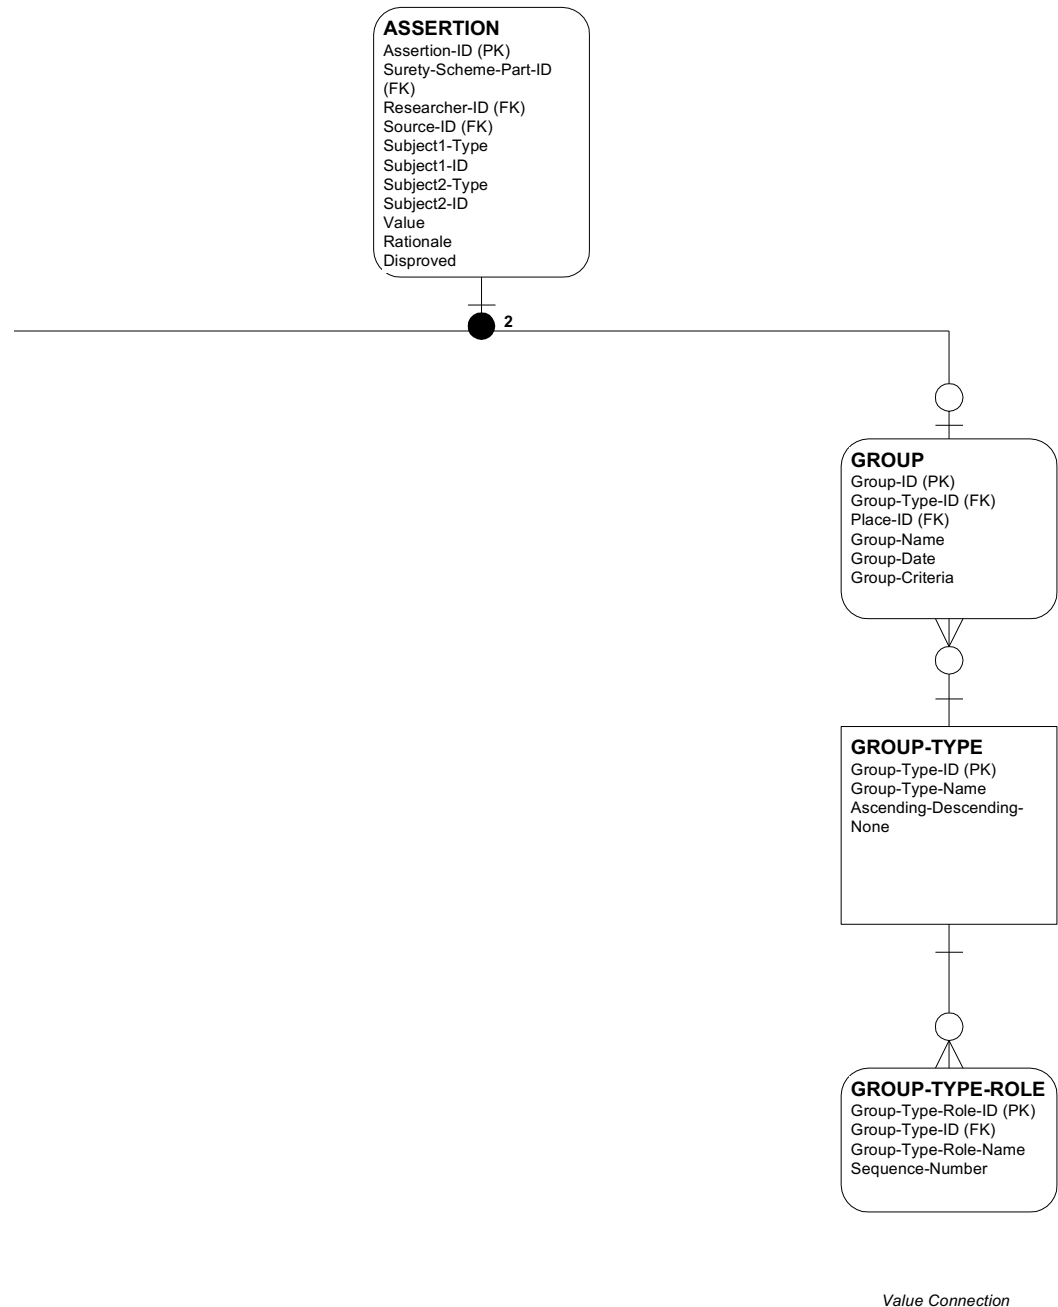 ASSERTION
Assertion-ID (PK)
Surety-Scheme-Part-ID
(FK)
Researcher-ID (FK)
Source-ID (FK)
Subject1-Type
Subject1-ID
Subject2-Type
Subject2-ID
Value
Rationale
Disproved
2
GROUP
Group-ID (PK)
Group-Type-ID (FK)
Place-ID (FK)
Group-Name
Group-Date
Group-Criteria
GROUP-TYPE
Group-Type-ID (PK)
Group-Type-Name
Ascending-Descending-
None
GROUP-TYPE-ROLE
Group-Type-Role-ID (PK)
Group-Type-ID (FK)
Group-Type-Role-Name
Sequence-Number
Value Connection